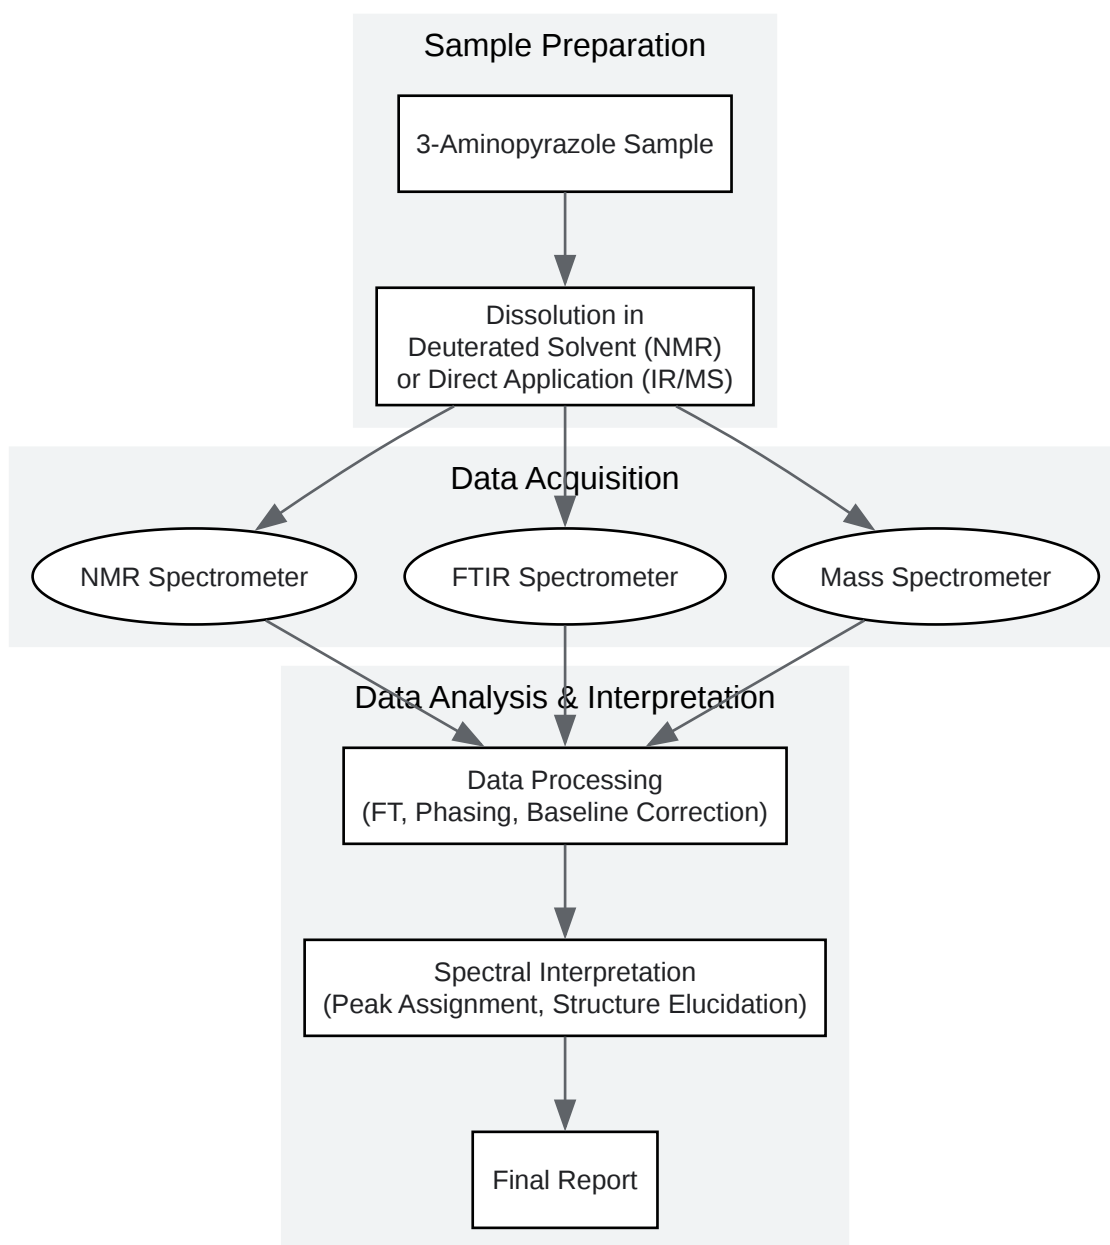 Sample Preparation
3-Aminopyrazole Sample
Dissolution in
Deuterated Solvent (NMR)
or Direct Application (IR/MS)
Data Acquisition
NMR Spectrometer
FTIR Spectrometer
Mass Spectrometer
Data Analysis & Interpretation
Data Processing
(FT, Phasing, Baseline Correction)
Spectral Interpretation
(Peak Assignment, Structure Elucidation)
Final Report